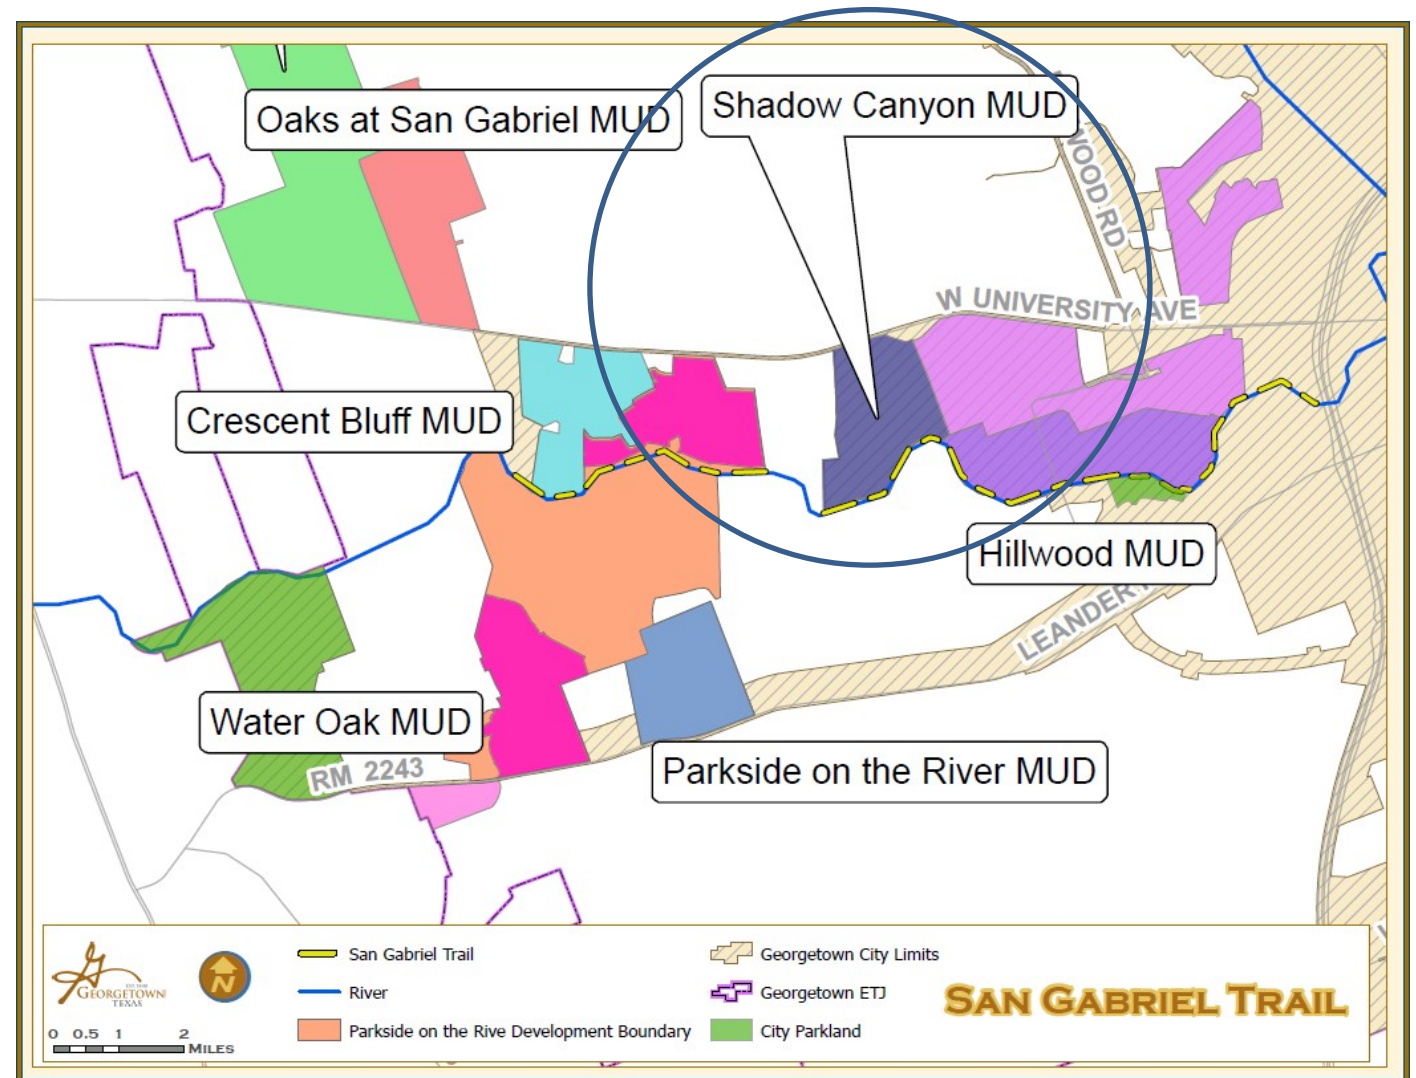 Oaks at San Gabriel MUD
Shadow Canyon MUD
WOOD RD
W UNIVERSITY AVE
Crescent Bluff MUD
Hillwood MUD
LEANDER
Water Oak MUD
RM 2243
Parkside on the River MUD
GEORGETOWN
TEXAS
N
0 0.5 1 2
MILES
San Gabriel Trail
River
Parkside on the Rive Development Boundary
Georgetown City Limits
Georgetown ETJ
City Parkland
SAN GABRIEL TRAIL